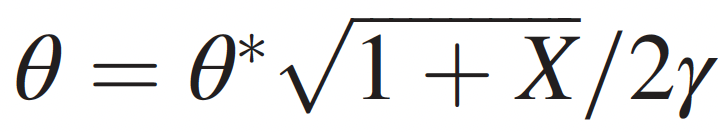 θ = θ* √1 + X/2γ